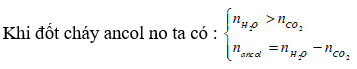 Khi đốt cháy ancol no ta có : { n_{H_2O} > n_{CO_2}
n_{ancol} = n_{H_2O} - n_{CO_2}